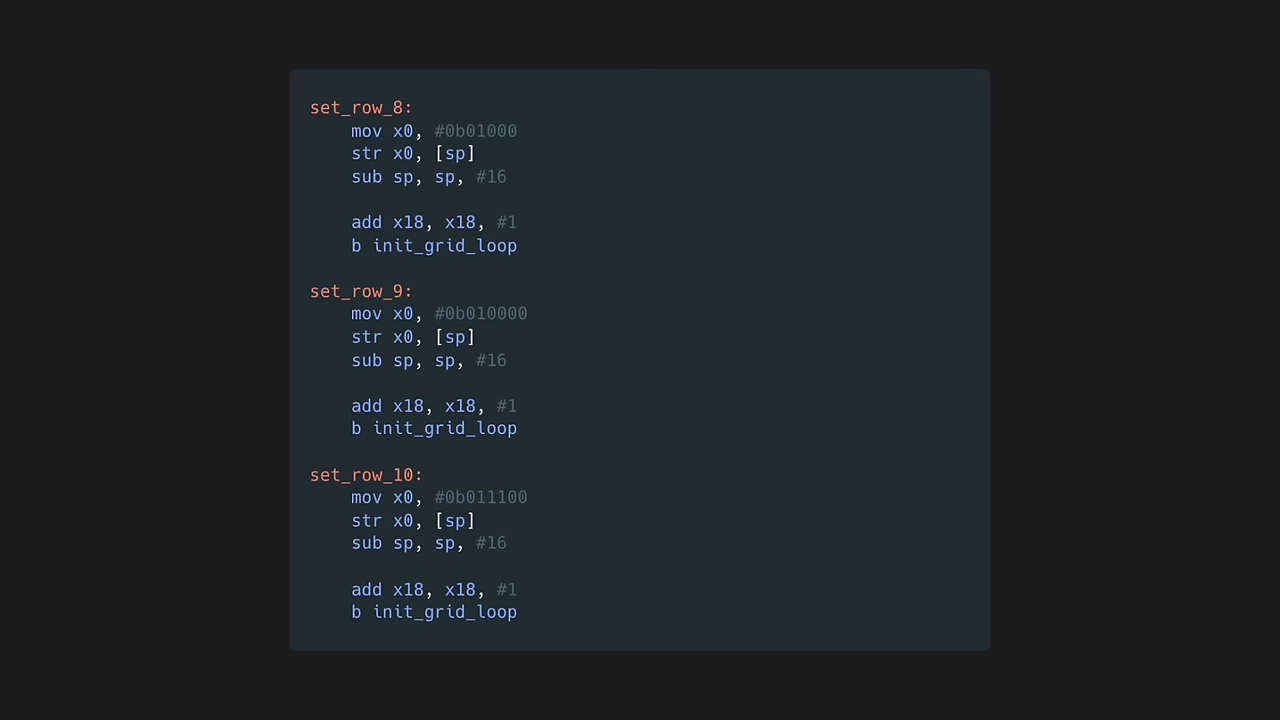 set_row_8:
    mov x0, #0b01000
    str x0, [sp]
    sub sp, sp, #16

    add x18, x18, #1
    b init_grid_loop

set_row_9:
    mov x0, #0b010000
    str x0, [sp]
    sub sp, sp, #16

    add x18, x18, #1
    b init_grid_loop

set_row_10:
    mov x0, #0b011100
    str x0, [sp]
    sub sp, sp, #16

    add x18, x18, #1
    b init_grid_loop